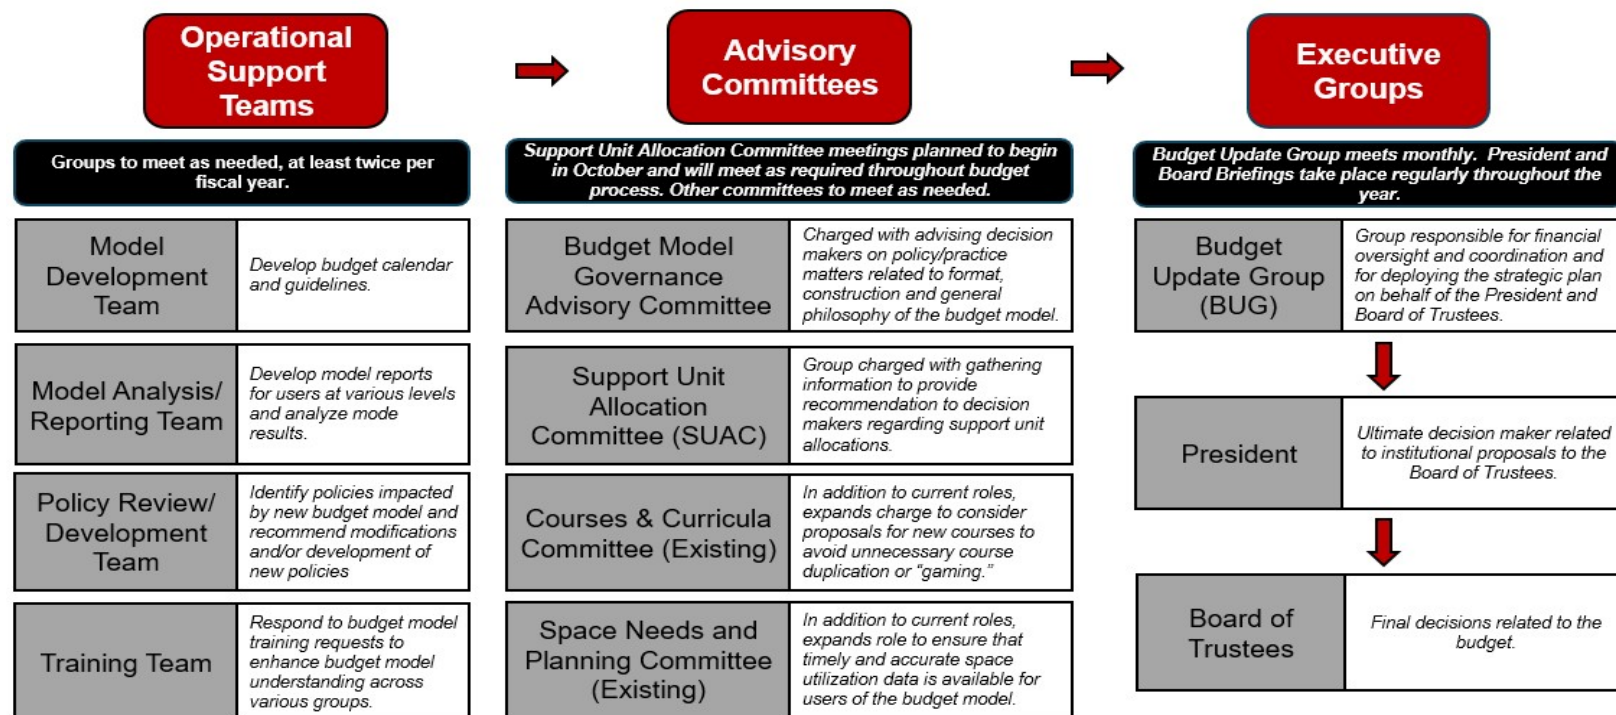 Operational
Support
Teams
Advisory
Committees
Executive
Groups
Groups to meet as needed, at least twice per
fiscal year.
Support Unit Allocation Committee meetings planned to begin
in October and will meet as required throughout budget
process. Other committees to meet as needed.
Budget Update Group meets monthly. President and
Board Briefings take place regularly throughout the
year.
Model
Development
Team
Develop budget calendar
and guidelines.
Model Analysis/
Reporting Team
Develop model reports
for users at various levels
and analyze mode
results.
Policy Review/
Development
Team
Identify policies impacted
by new budget model and
recommend modifications
and/or development of
new policies
Training Team
Respond to budget model
training requests to
enhance budget model
understanding across
various groups.
Budget Model
Governance
Advisory Committee
Charged with advising decision
makers on policy/practice
matters related to format,
construction and general
philosophy of the budget model.
Support Unit
Allocation
Committee (SUAC)
Group charged with gathering
information to provide
recommendation to decision
makers regarding support unit
allocations.
Courses & Curricula
Committee (Existing)
In addition to current roles,
expands charge to consider
proposals for new courses to
avoid unnecessary course
duplication or “gaming.”
Space Needs and
Planning Committee
(Existing)
In addition to current roles,
expands role to ensure that
timely and accurate space
utilization data is available for
users of the budget model.
Budget
Update Group
(BUG)
Group responsible for financial
oversight and coordination and
for deploying the strategic plan
on behalf of the President and
Board of Trustees.
President
Ultimate decision maker related
to institutional proposals to the
Board of Trustees.
Board of
Trustees
Final decisions related to the
budget.